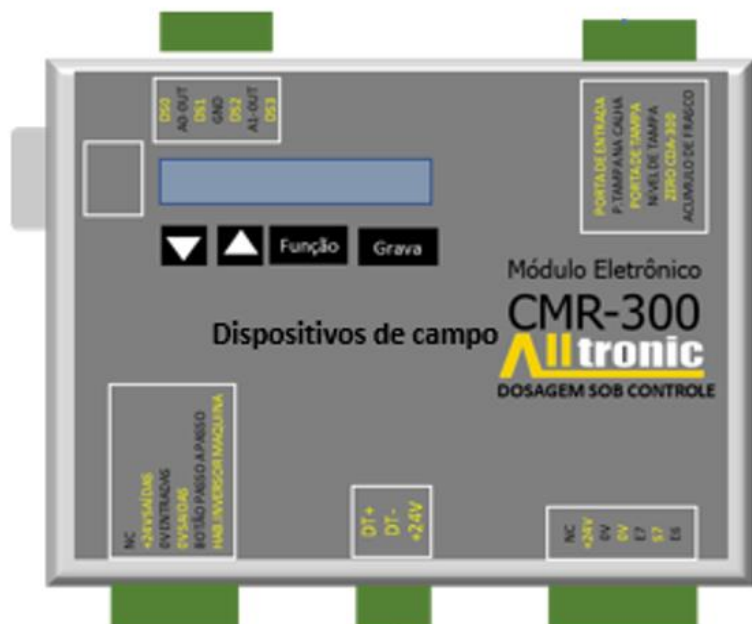 DS0
A0-OUT
DS1
GND
DS2
A1-OUT
DS3
PORTA DE ENTRADA
P. TAMPA NA CALHA
PORTA DE TAMPA
NÍVEL DE TAMPA
ZERO CDA-300
ACUMULO DE FRASCO
Função
Grava
Módulo Eletrônico
CMR-300
Dispositivos de campo
Alltronic
DOSAGEM SOB CONTROLE
NC
+24V SAÍDAS
0V ENTRADAS
0V SAÍDAS
BOTÃO PASSO A PASSO
HAB. INVERSOR MAQUINA
DT+
DT-
+24V
NC
+24V
0V
0V
E7
S7
E6